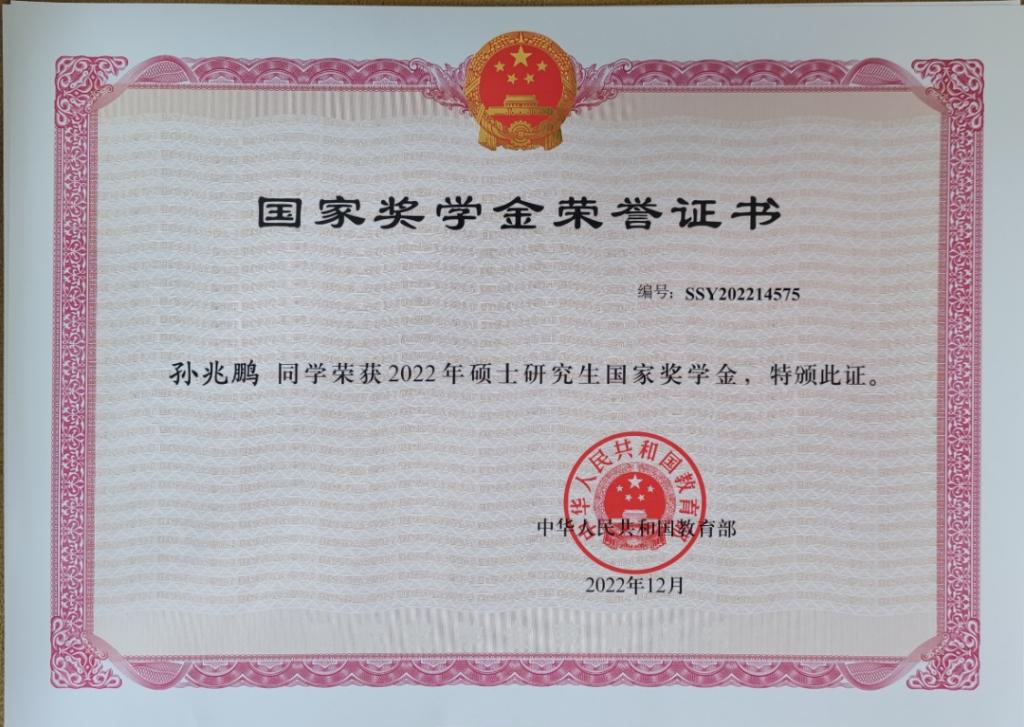 国家奖学金荣誉证书
编号：SSY202214575
孙兆鹏 同学荣获2022年硕士研究生国家奖学金，特颁此证。
中华人民共和国教育部
中华人民共和国教育部
2022年12月